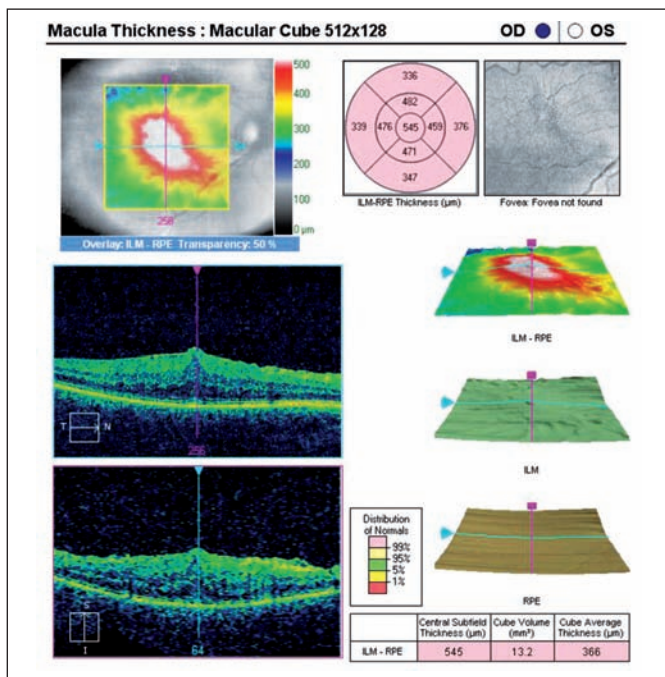 Macula Thickness : Macular Cube 512x128 OD OS
500
400
300
200
100
0 µm
258
Overlay: ILM - RPE Transparency: 50 %
336
482
339 476 545 459 376
471
347
ILM-RPE Thickness (µm)
Fovea: Fovea not found
ILM - RPE
T N
ILM
S
I
64
Distribution
of Normals
99%
95%
5%
1%
RPE
Central Subfield Thickness (µm) Cube Volume (mm³) Cube Average Thickness (µm)
ILM - RPE 545 13.2 366